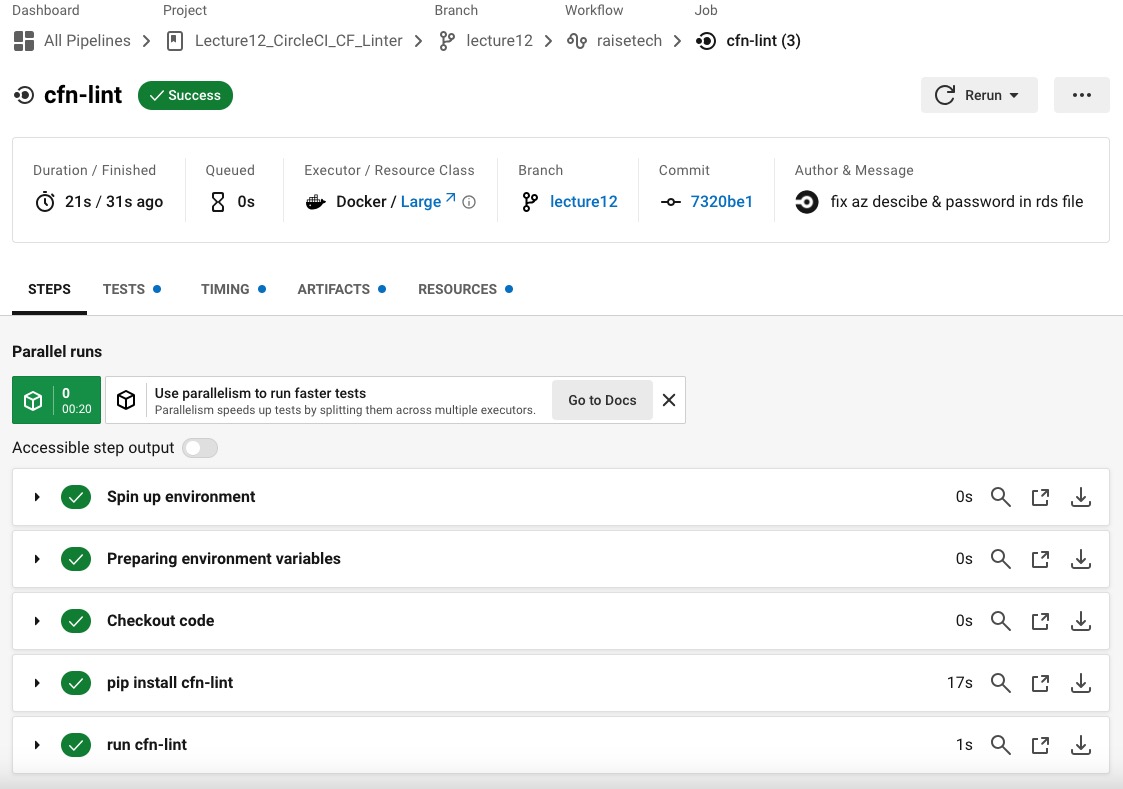 Dashboard Project Branch Workflow Job
All Pipelines Lecture12_CircleCI_CF_Linter lecture12 raisetech cfn-lint (3)
cfn-lint Success Rerun
Duration / Finished Queued Executor / Resource Class Branch Commit Author & Message
21s / 31s ago 0s Docker / Large lecture12 7320be1 fix az descibe & password in rds file
STEPS TESTS TIMING ARTIFACTS RESOURCES
Parallel runs
0
00:20
Use parallelism to run faster tests
Parallelism speeds up tests by splitting them across multiple executors.
Go to Docs
Accessible step output
Spin up environment 0s
Preparing environment variables 0s
Checkout code 0s
pip install cfn-lint 17s
run cfn-lint 1s